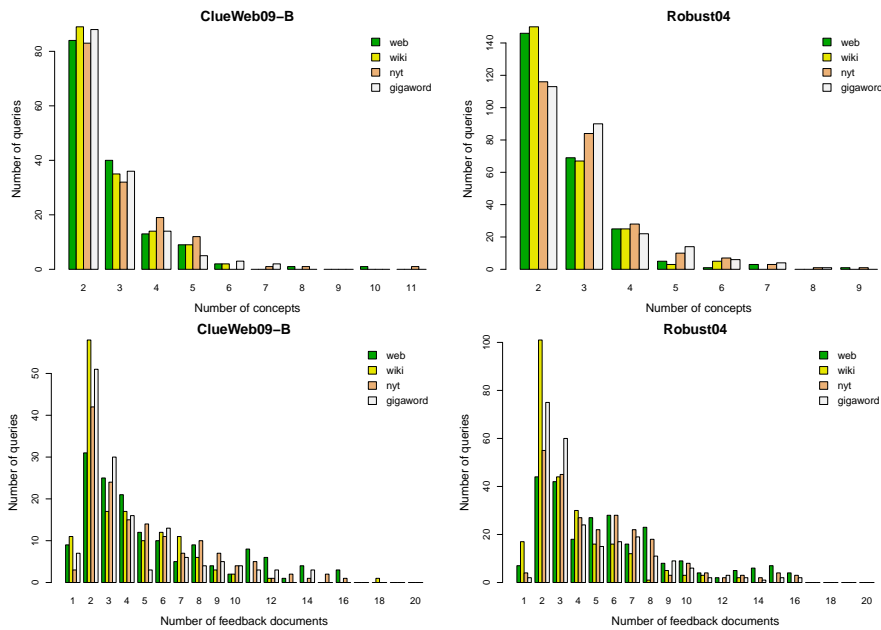 ClueWeb09−B
Number of queries
80
60
40
20
0
web
wiki
nyt
gigaword
2 3 4 5 6 7 8 9 10 11
Number of concepts
Robust04
Number of queries
140
120
100
80
60
40
20
0
web
wiki
nyt
gigaword
2 3 4 5 6 7 8 9
Number of concepts
ClueWeb09−B
Number of queries
50
40
30
20
10
0
web
wiki
nyt
gigaword
1 2 3 4 5 6 7 8 9 10 12 14 16 18 20
Number of feedback documents
Robust04
Number of queries
100
80
60
40
20
0
web
wiki
nyt
gigaword
1 2 3 4 5 6 7 8 9 10 12 14 16 18 20
Number of feedback documents